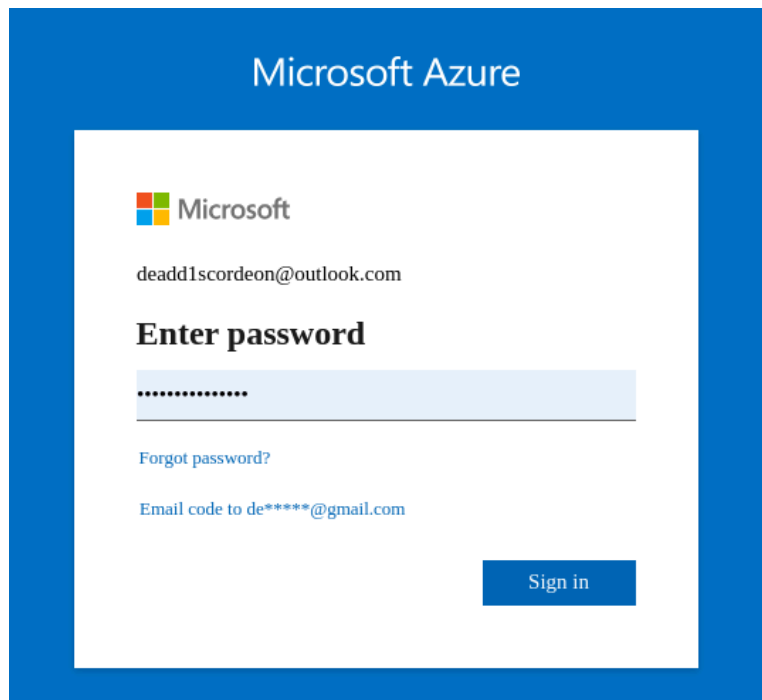 Microsoft Azure
Microsoft
deadd1scordeon@outlook.com
Enter password
•••••••••••••••
Forgot password?
Email code to de*****@gmail.com
Sign in